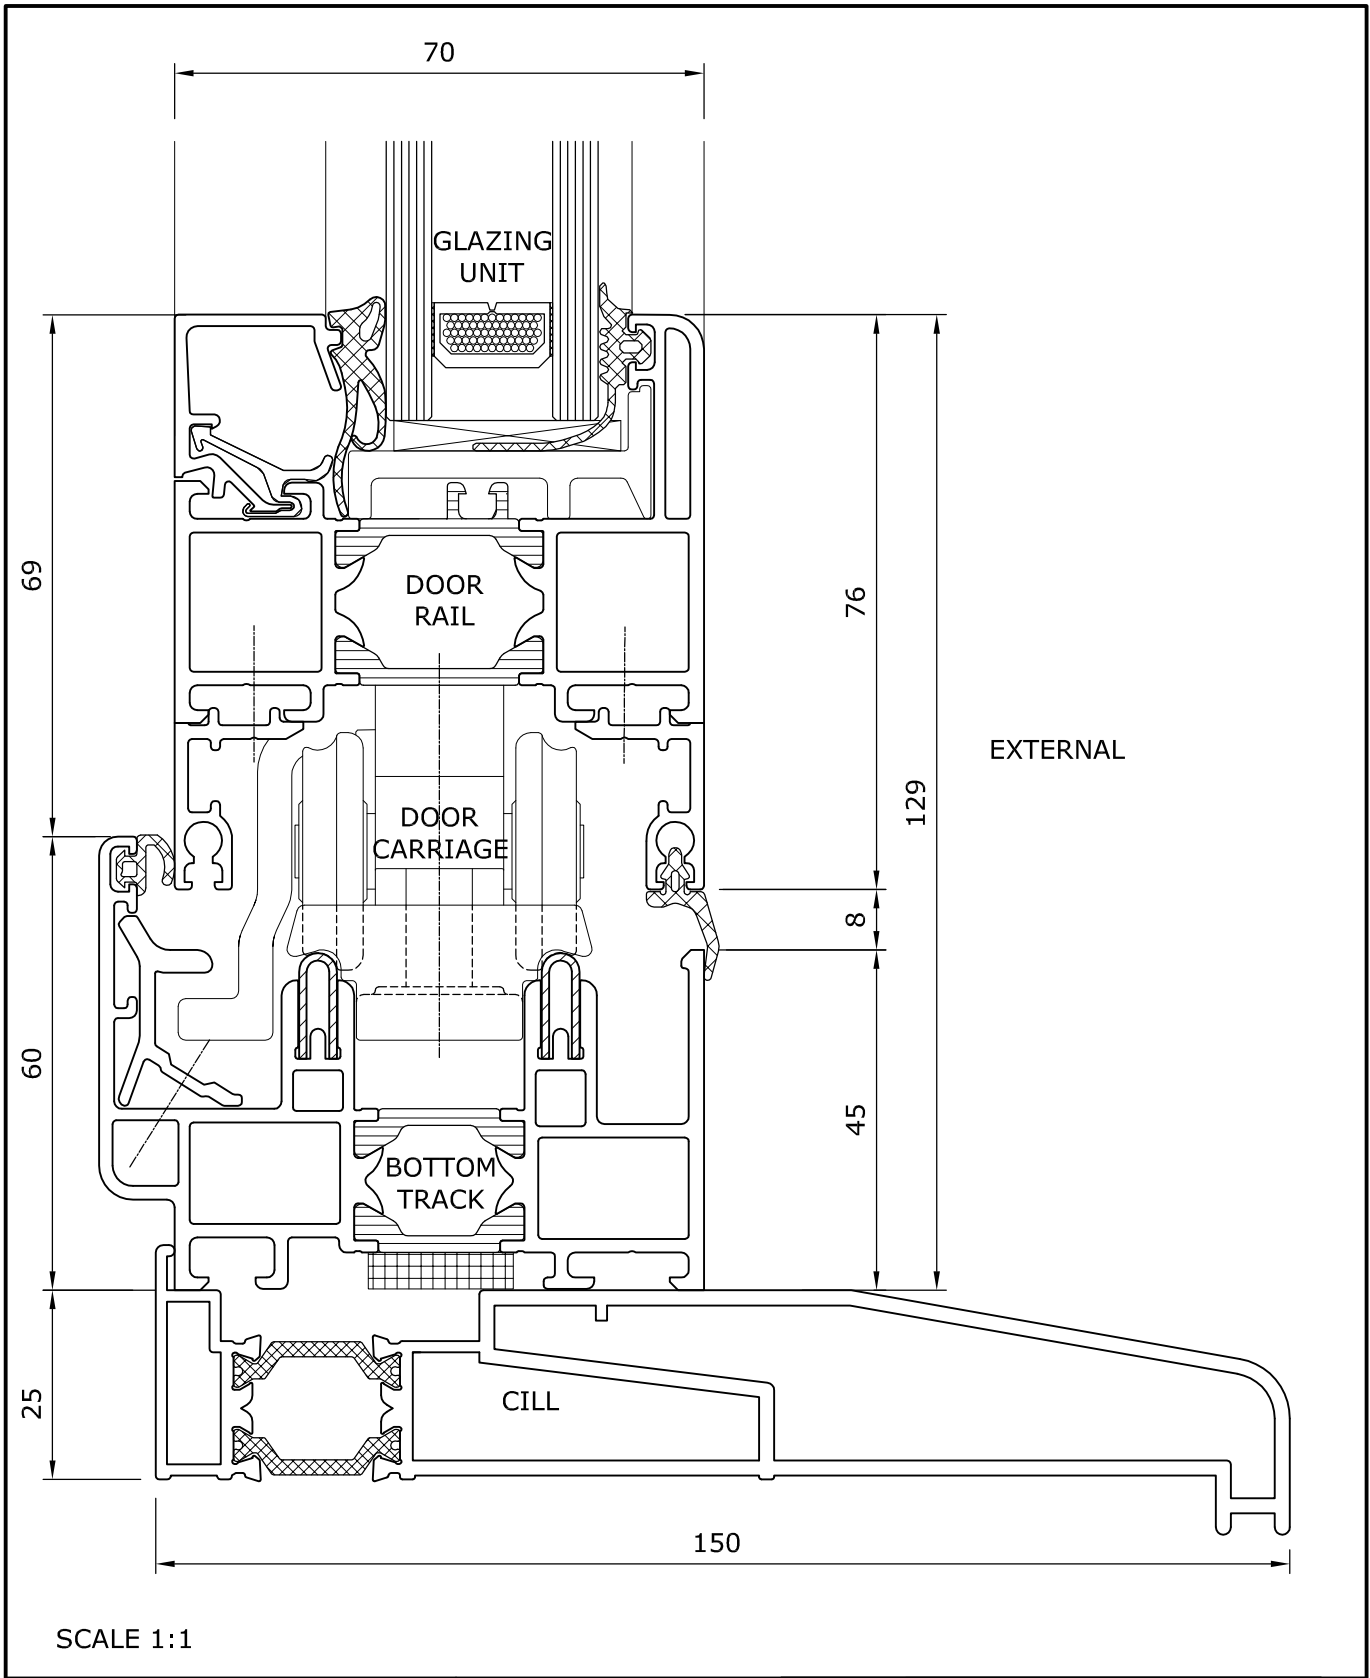 70
GLAZING
UNIT
69
DOOR
RAIL
76
EXTERNAL
129
DOOR
CARRIAGE
8
60
45
BOTTOM
TRACK
25
CILL
150
SCALE 1:1